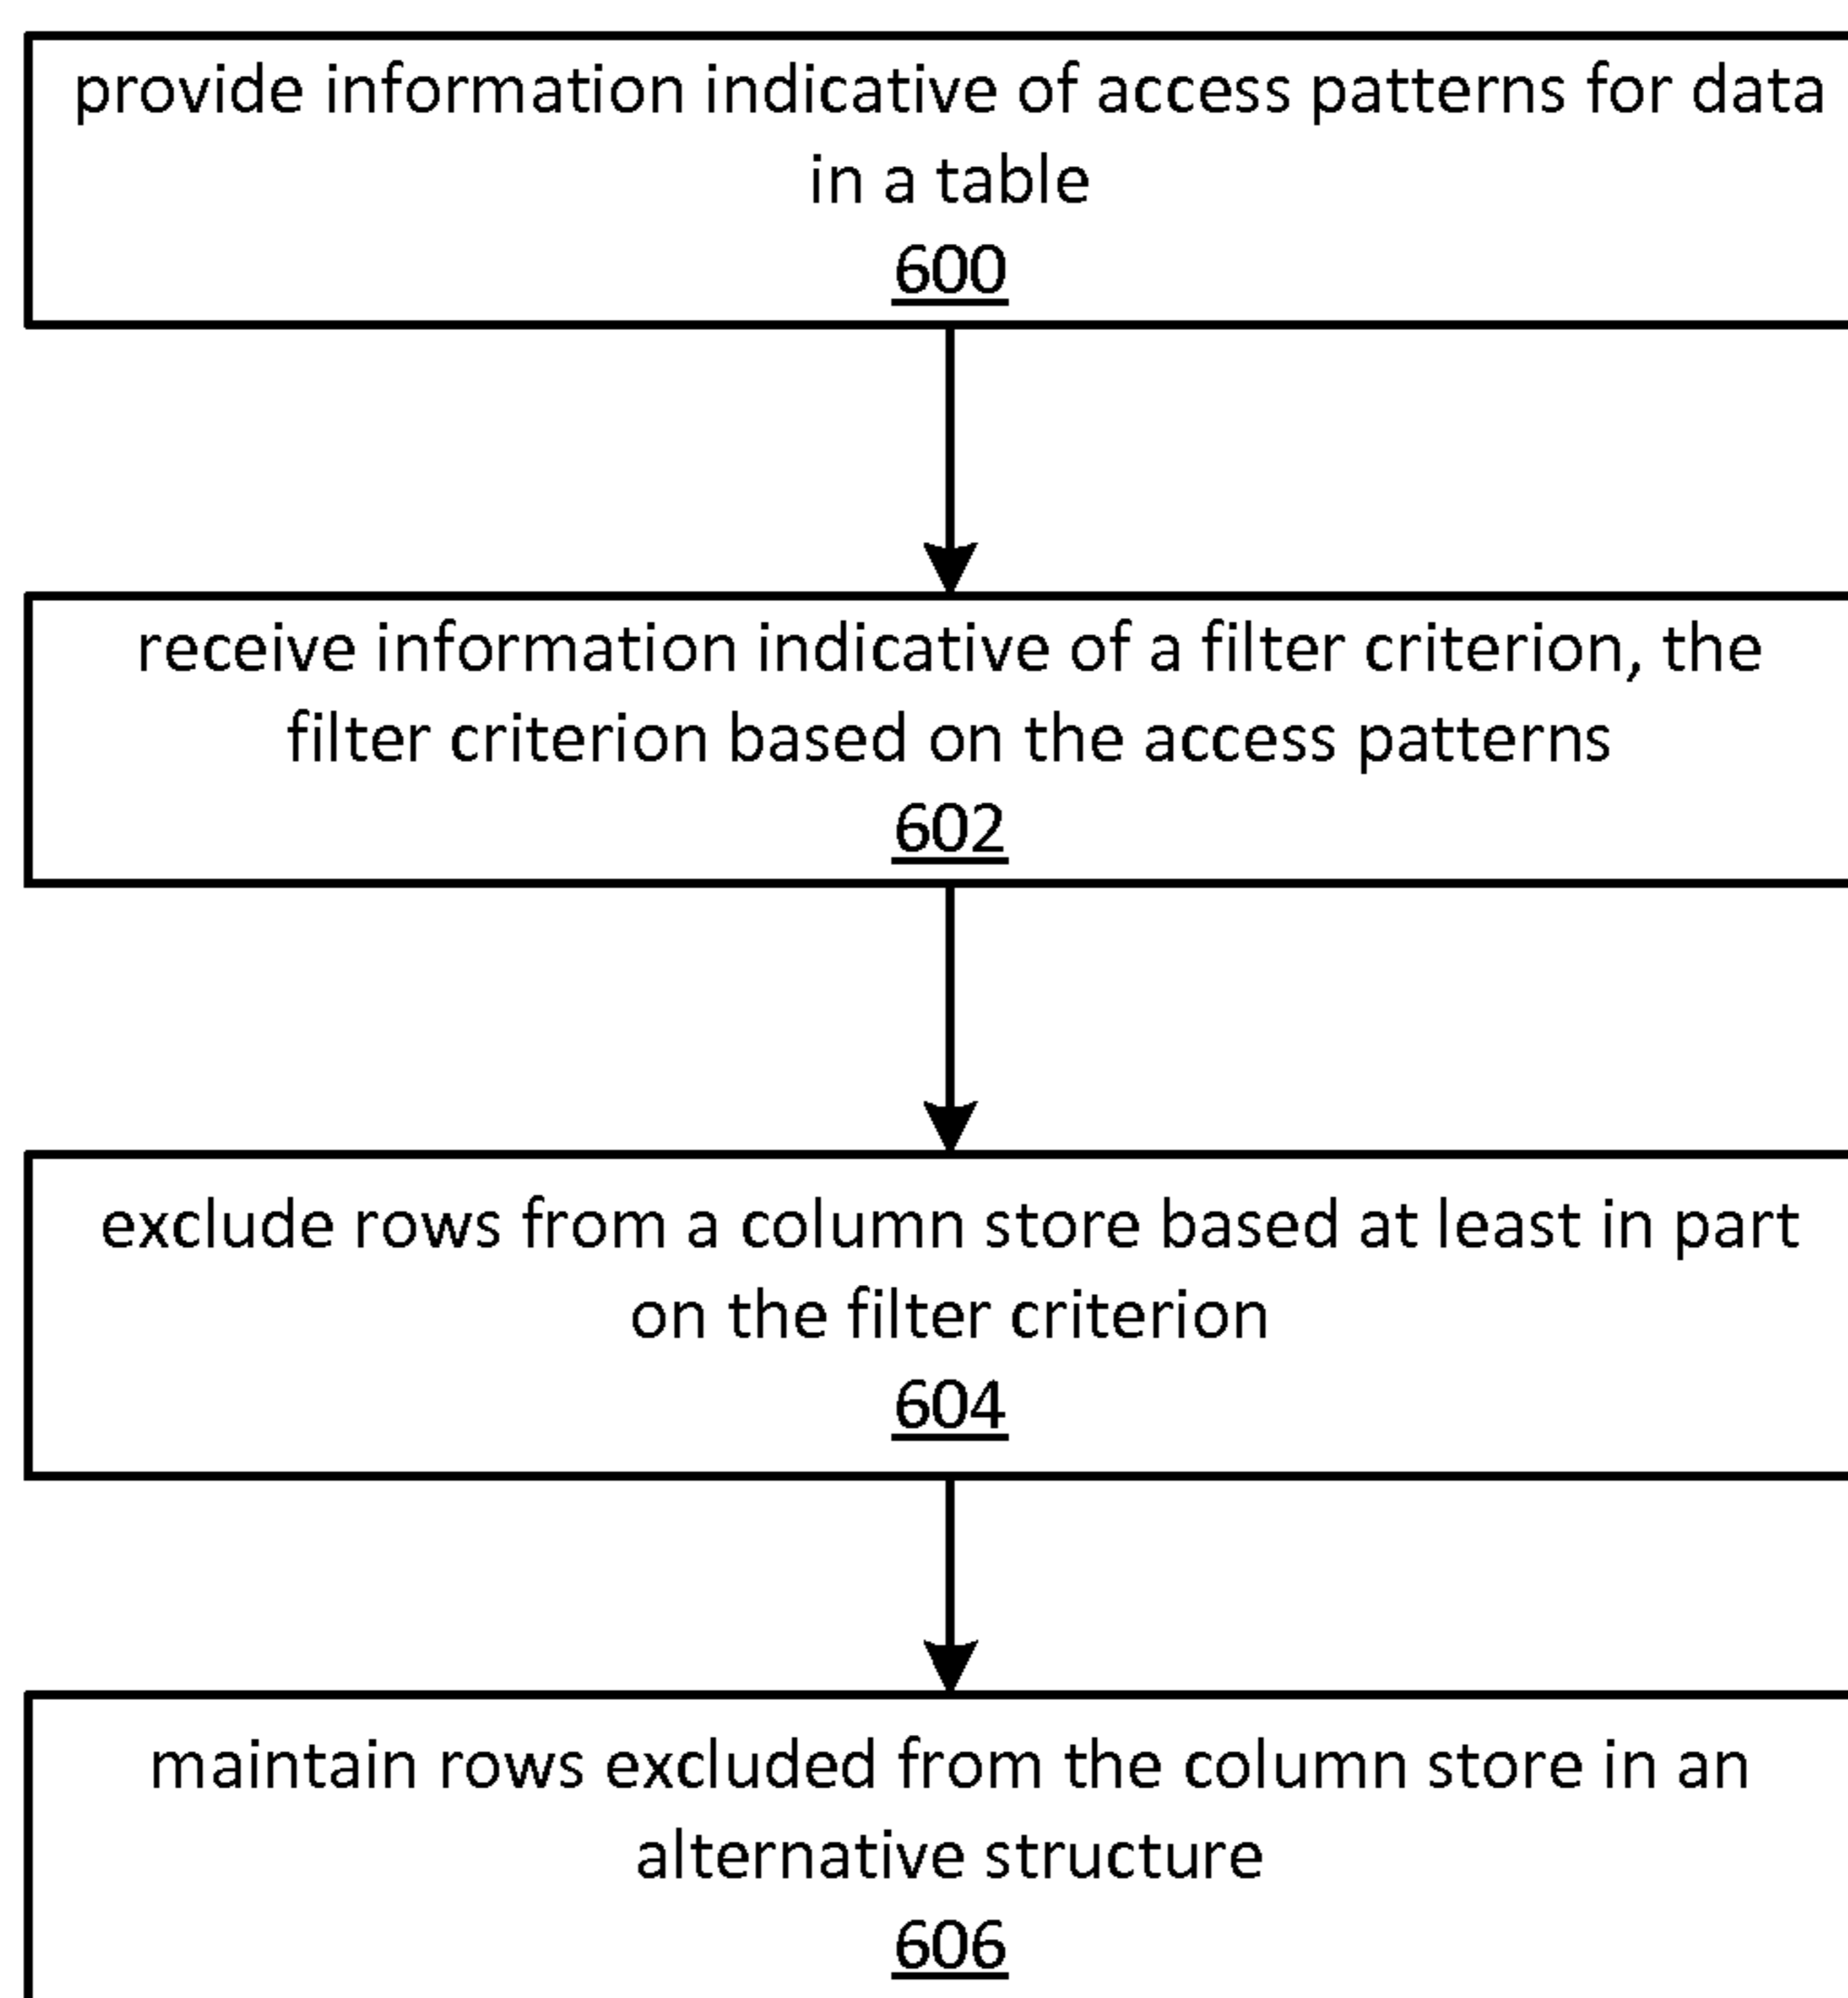 provide information indicative of access patterns for data
in a table
600
receive information indicative of a filter criterion, the
filter criterion based on the access patterns
602
exclude rows from a column store based at least in part
on the filter criterion
604
maintain rows excluded from the column store in an
alternative structure
606